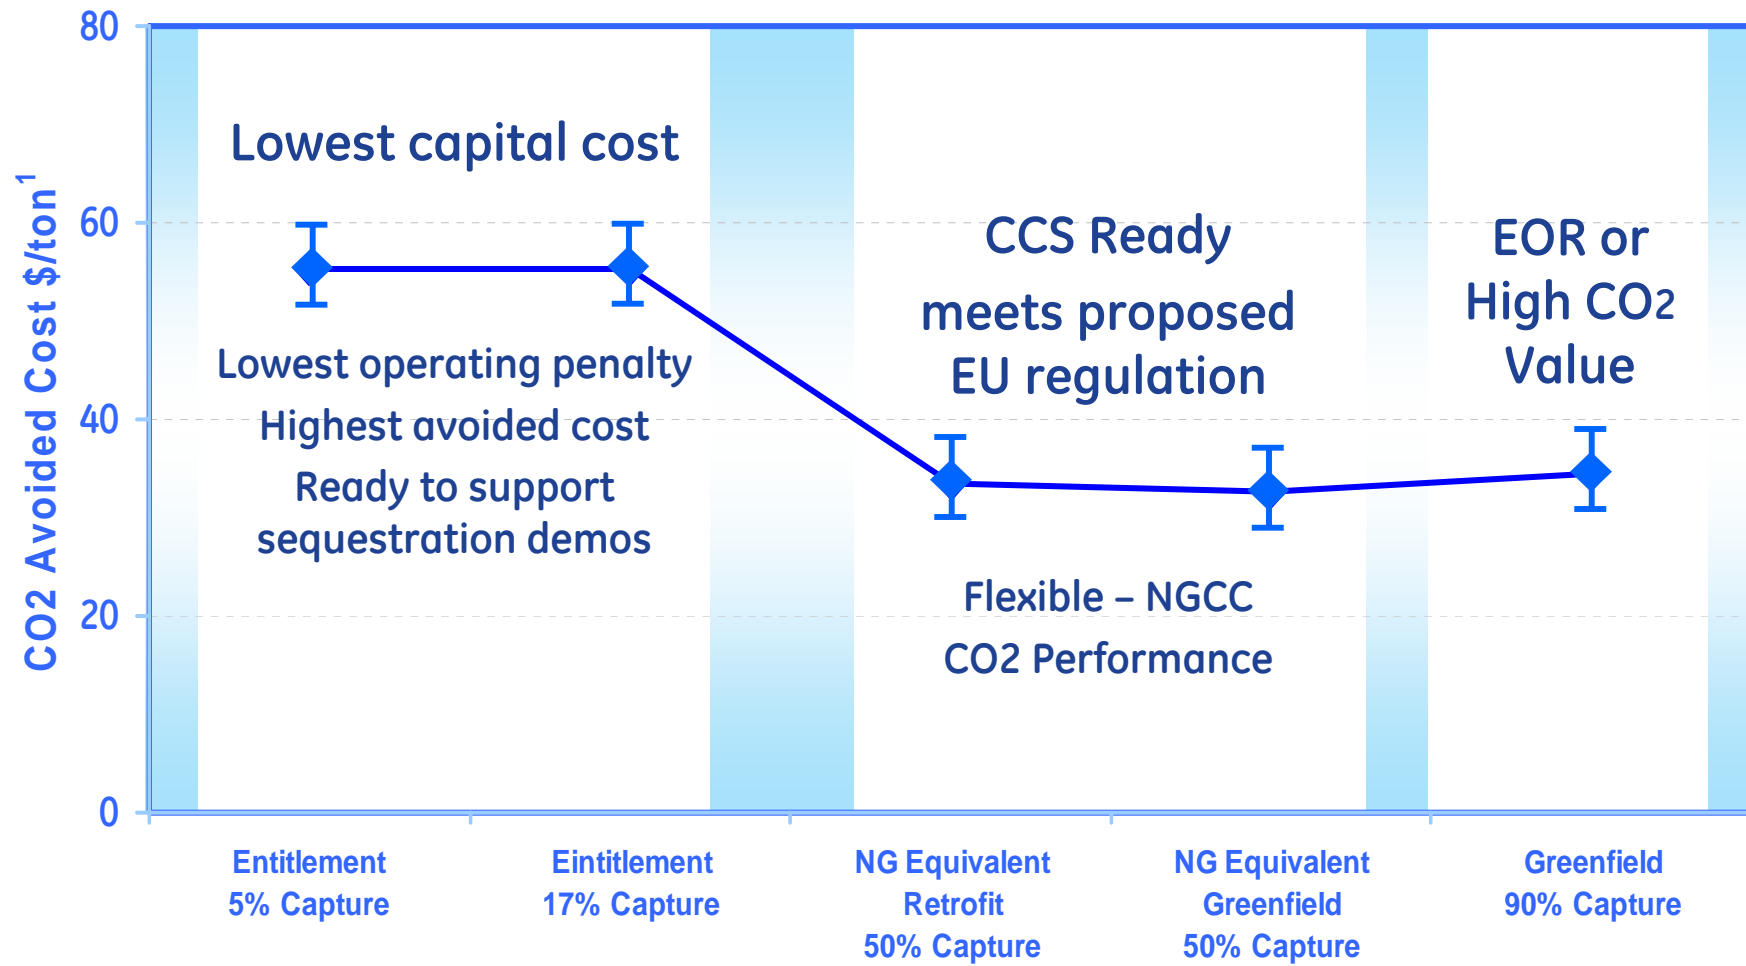 CO2 Avoided Cost $/ton1
80
60
40
20
0
Lowest capital cost
Lowest operating penalty
Highest avoided cost
Ready to support
sequestration demos
CCS Ready
meets proposed
EU regulation
Flexible – NGCC
CO2 Performance
EOR or
High CO2
Value
Entitlement
5% Capture
Eintitlement
17% Capture
NG Equivalent
Retrofit
50% Capture
NG Equivalent
Greenfield
50% Capture
Greenfield
90% Capture